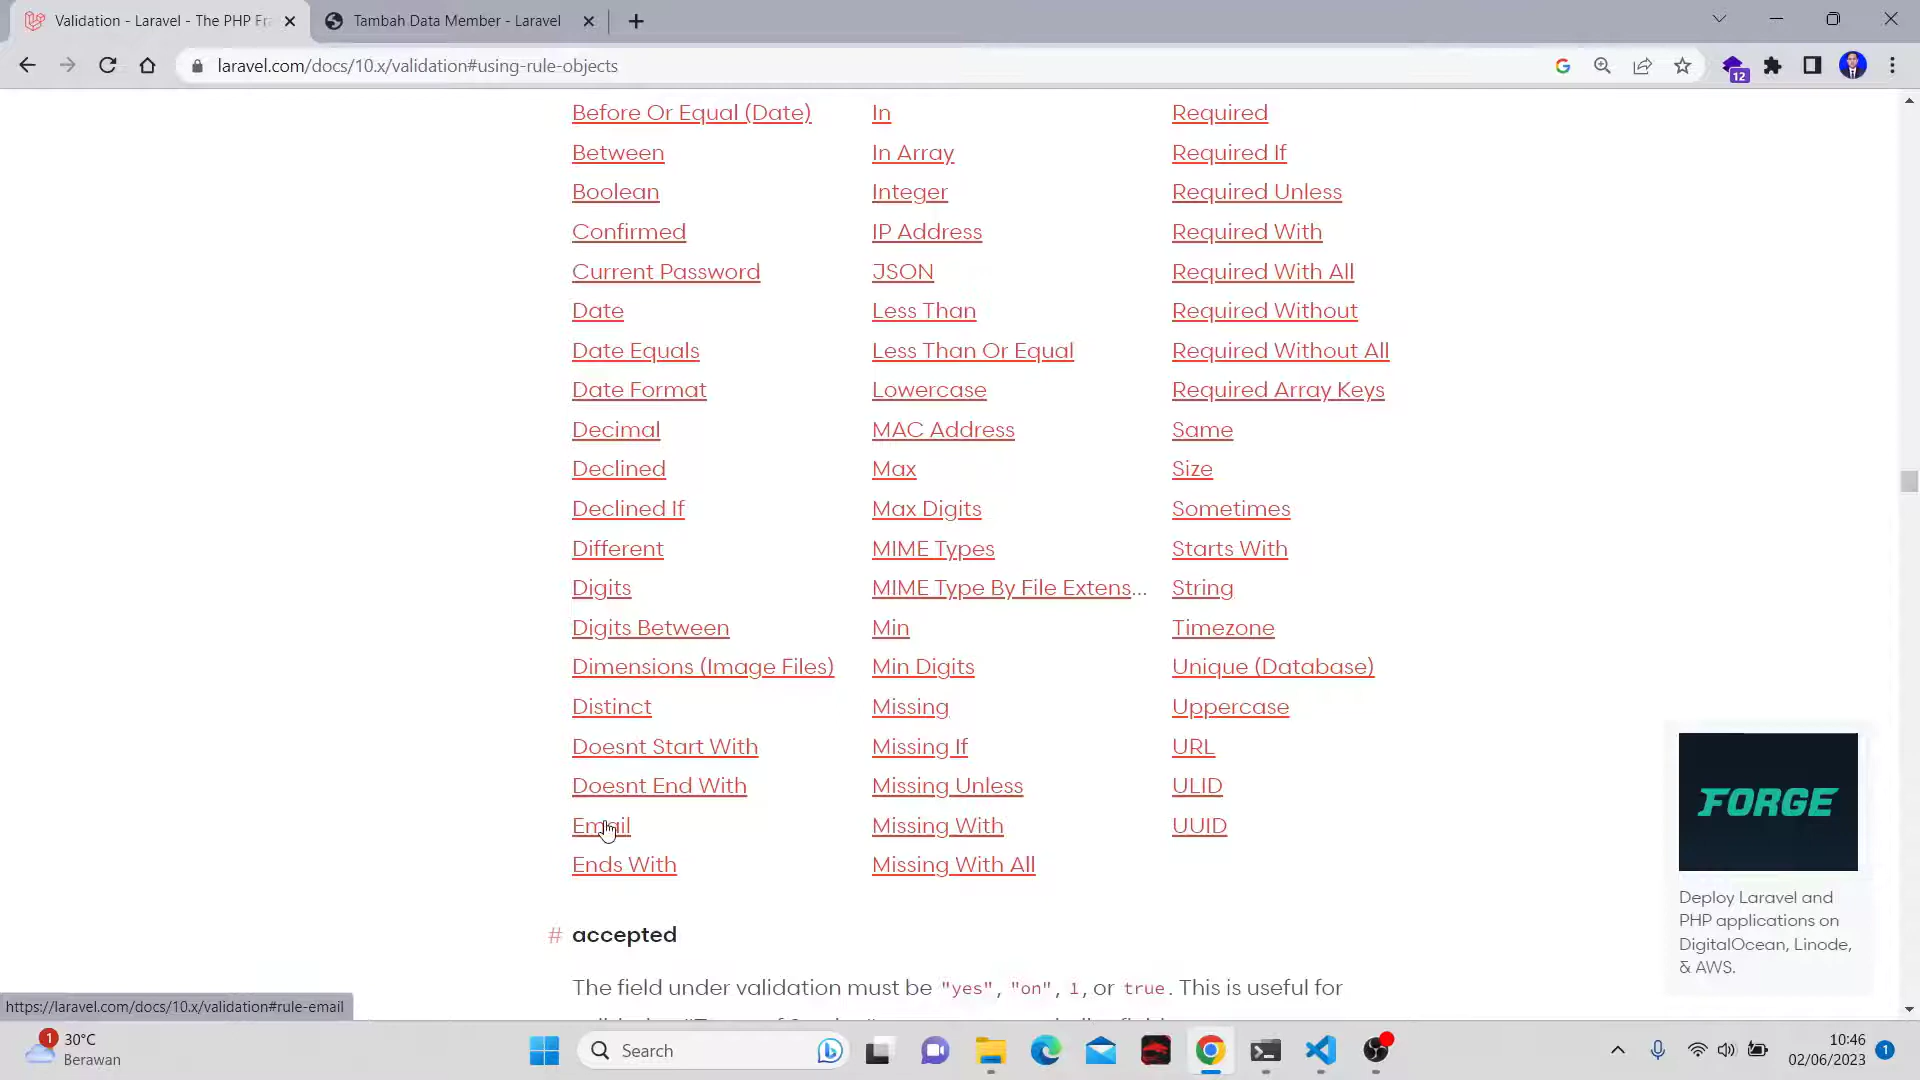 Validation - Laravel - The PHP Fra
Tambah Data Member - Laravel
laravel.com/docs/10.x/validation#using-rule-objects
12
Before Or Equal (Date)
Between
Boolean
Confirmed
Current Password
Date
Date Equals
Date Format
Decimal
Declined
Declined If
Different
Digits
Digits Between
Dimensions (Image Files)
Distinct
Doesnt Start With
Doesnt End With
Email
Ends With
In
In Array
Integer
IP Address
JSON
Less Than
Less Than Or Equal
Lowercase
MAC Address
Max
Max Digits
MIME Types
MIME Type By File Extens...
Min
Min Digits
Missing
Missing If
Missing Unless
Missing With
Missing With All
Required
Required If
Required Unless
Required With
Required With All
Required Without
Required Without All
Required Array Keys
Same
Size
Sometimes
Starts With
String
Timezone
Unique (Database)
Uppercase
URL
ULID
UUID
# accepted
The field under validation must be "yes", "on", 1, or true. This is useful for
FORGE
Deploy Laravel and
PHP applications on
DigitalOcean, Linode,
& AWS.
https://laravel.com/docs/10.x/validation#rule-email
1
30°C
Berawan
Search
10:46
02/06/2023
1